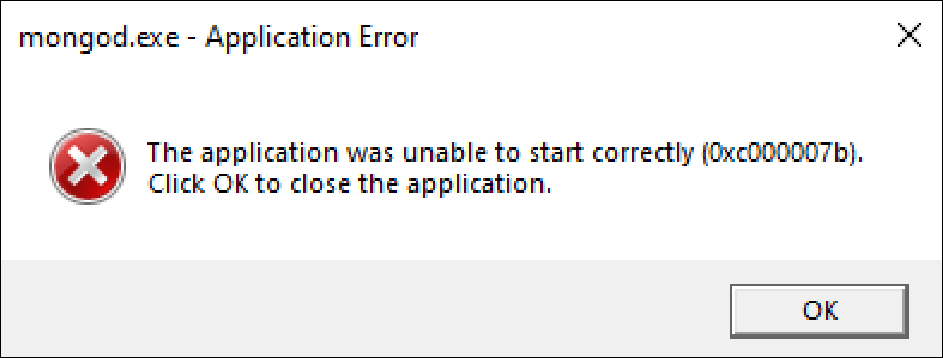 mongod.exe - Application Error
The application was unable to start correctly (0xc000007b).
Click OK to close the application.
OK